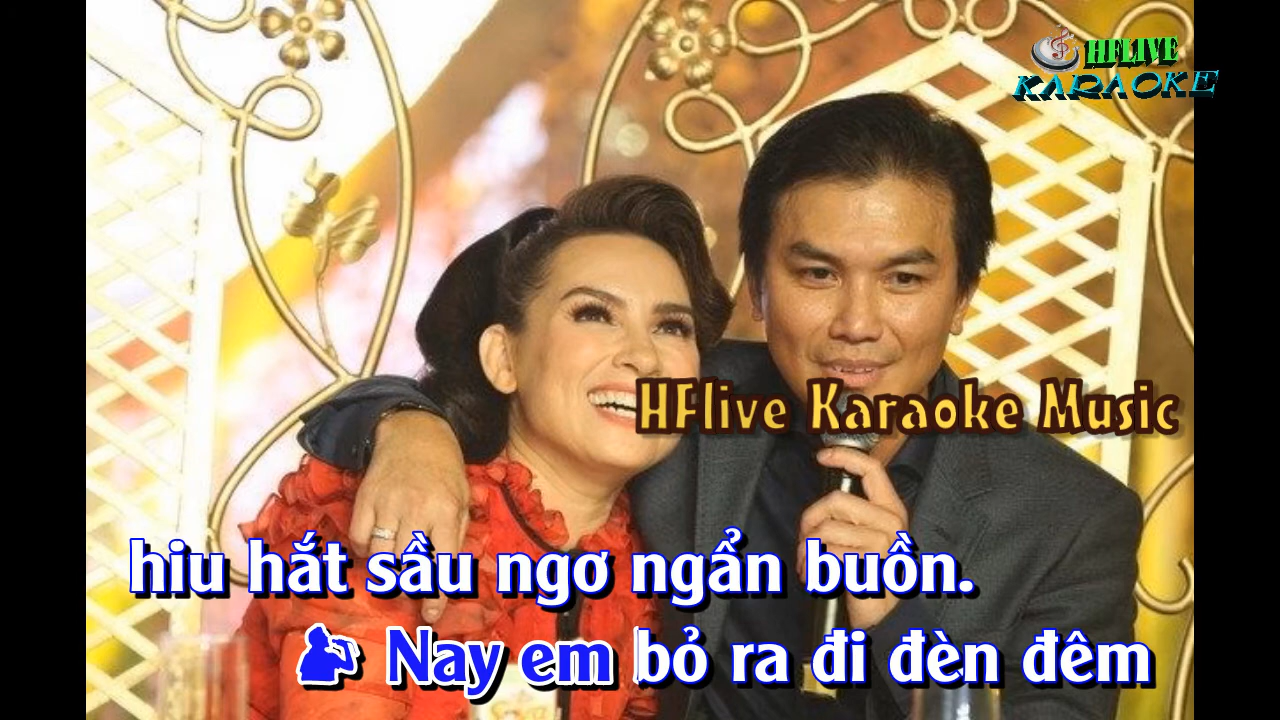 HFLIVE
KARAOKE
HFlive Karaoke Music
hiu hắt sầu ngơ ngẩn buồn.
Nay em bỏ ra đi đèn đêm